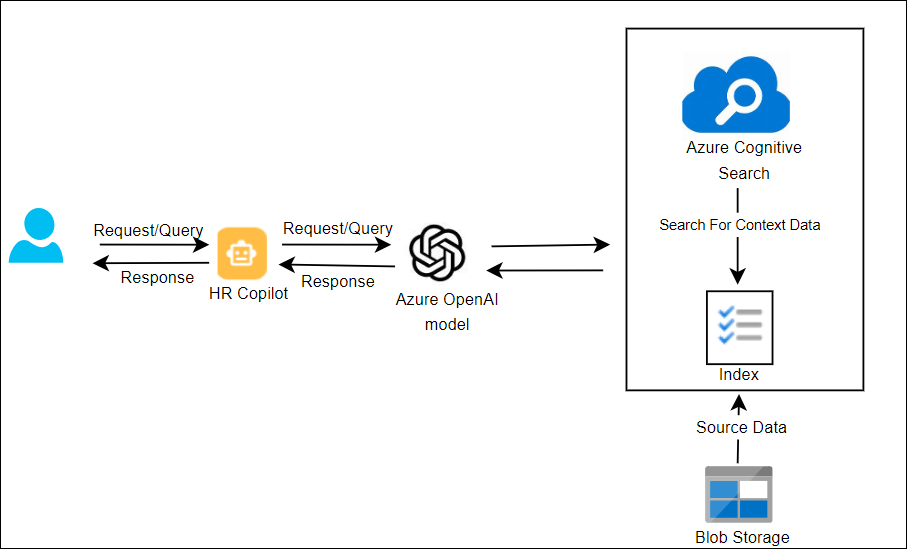 Azure Cognitive
Search
Search For Context Data
Index
Request/Query
Response
HR Copilot
Request/Query
Response
Azure OpenAI
model
Source Data
Blob Storage